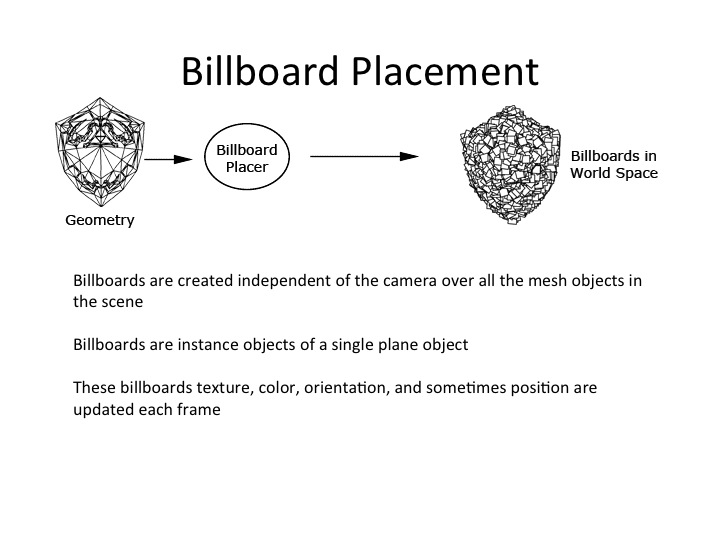 Billboard Placement
Billboard
Placer
Billboards in
World Space
Geometry
Billboards are created independent of the camera over all the mesh objects in
the scene
Billboards are instance objects of a single plane object
These billboards texture, color, orientation, and sometimes position are
updated each frame